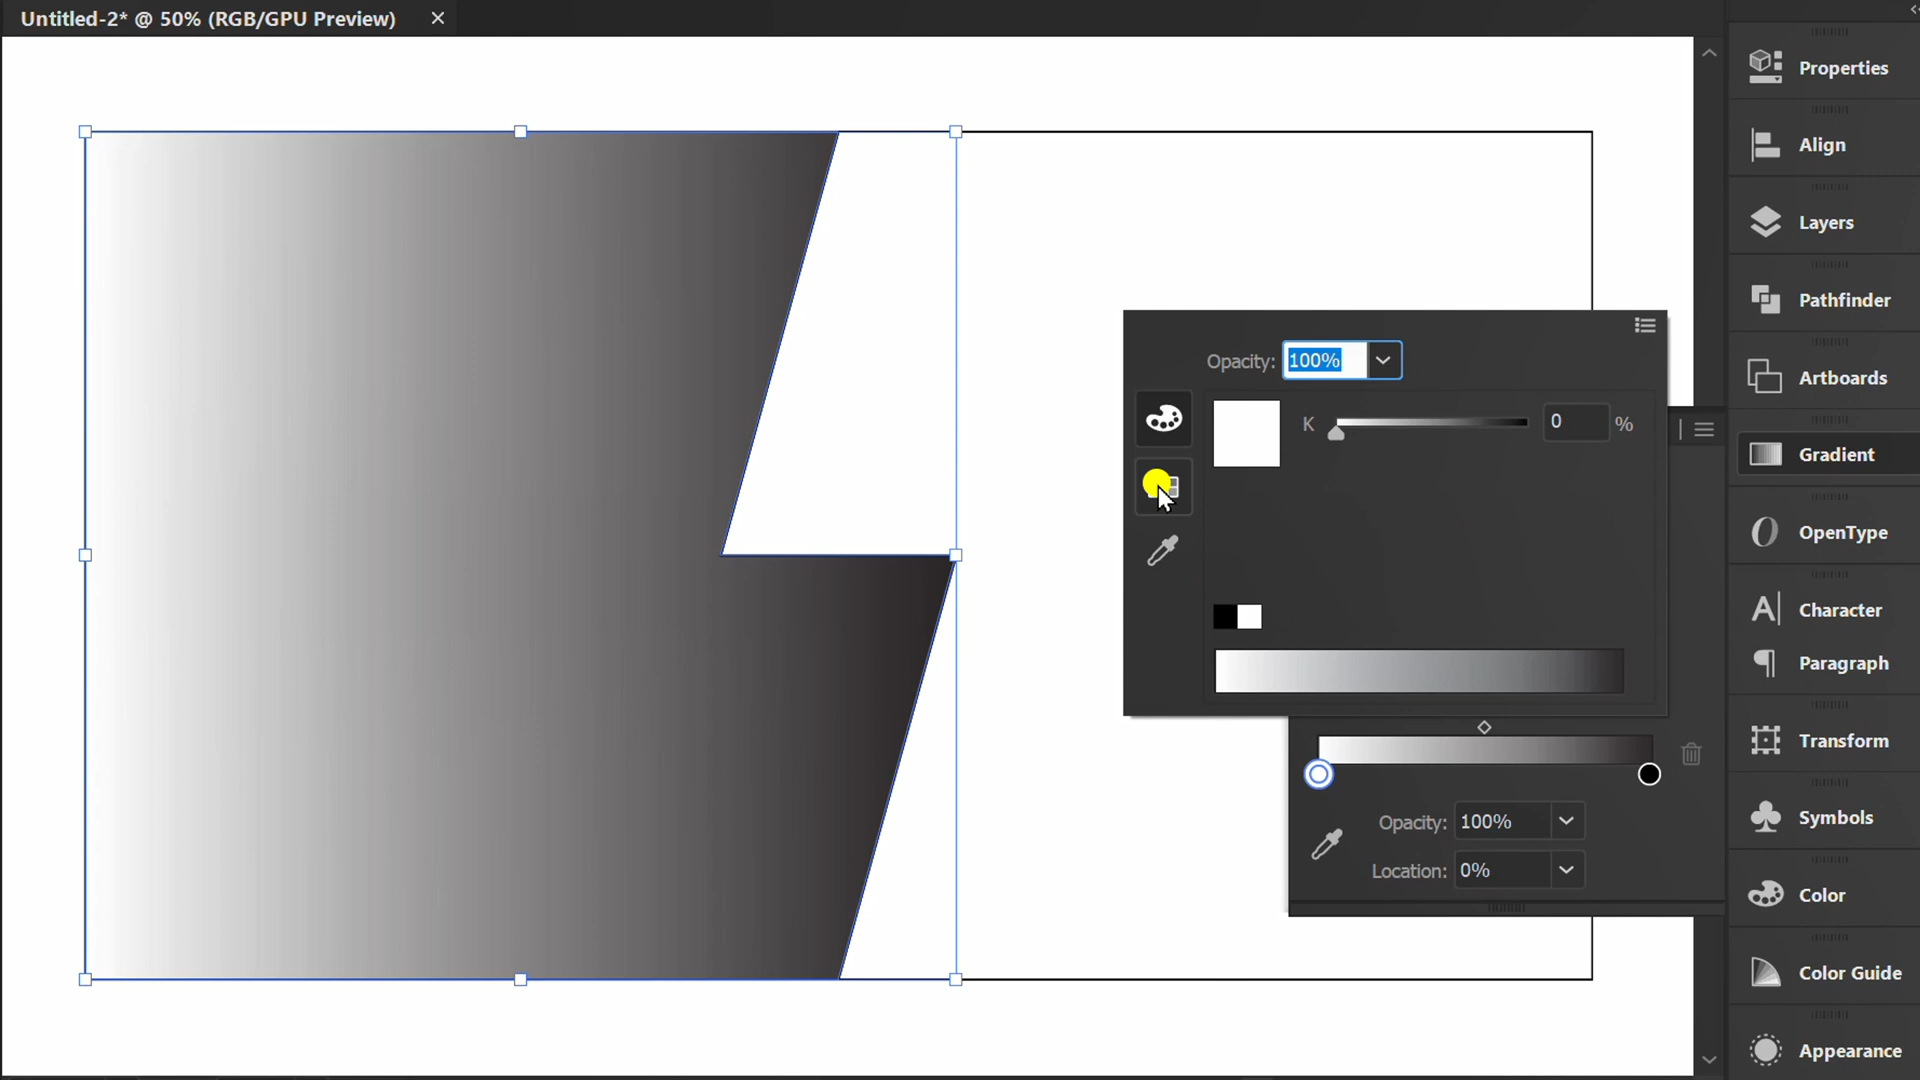 Untitled-2* @ 50% (RGB/GPU Preview) ×
Properties
Align
Layers
Pathfinder
Artboards
Gradient
OpenType
Character
Paragraph
Transform
Symbols
Color
Color Guide
Appearance
Opacity: 100%
K 0 %
Opacity: 100%
Location: 0%